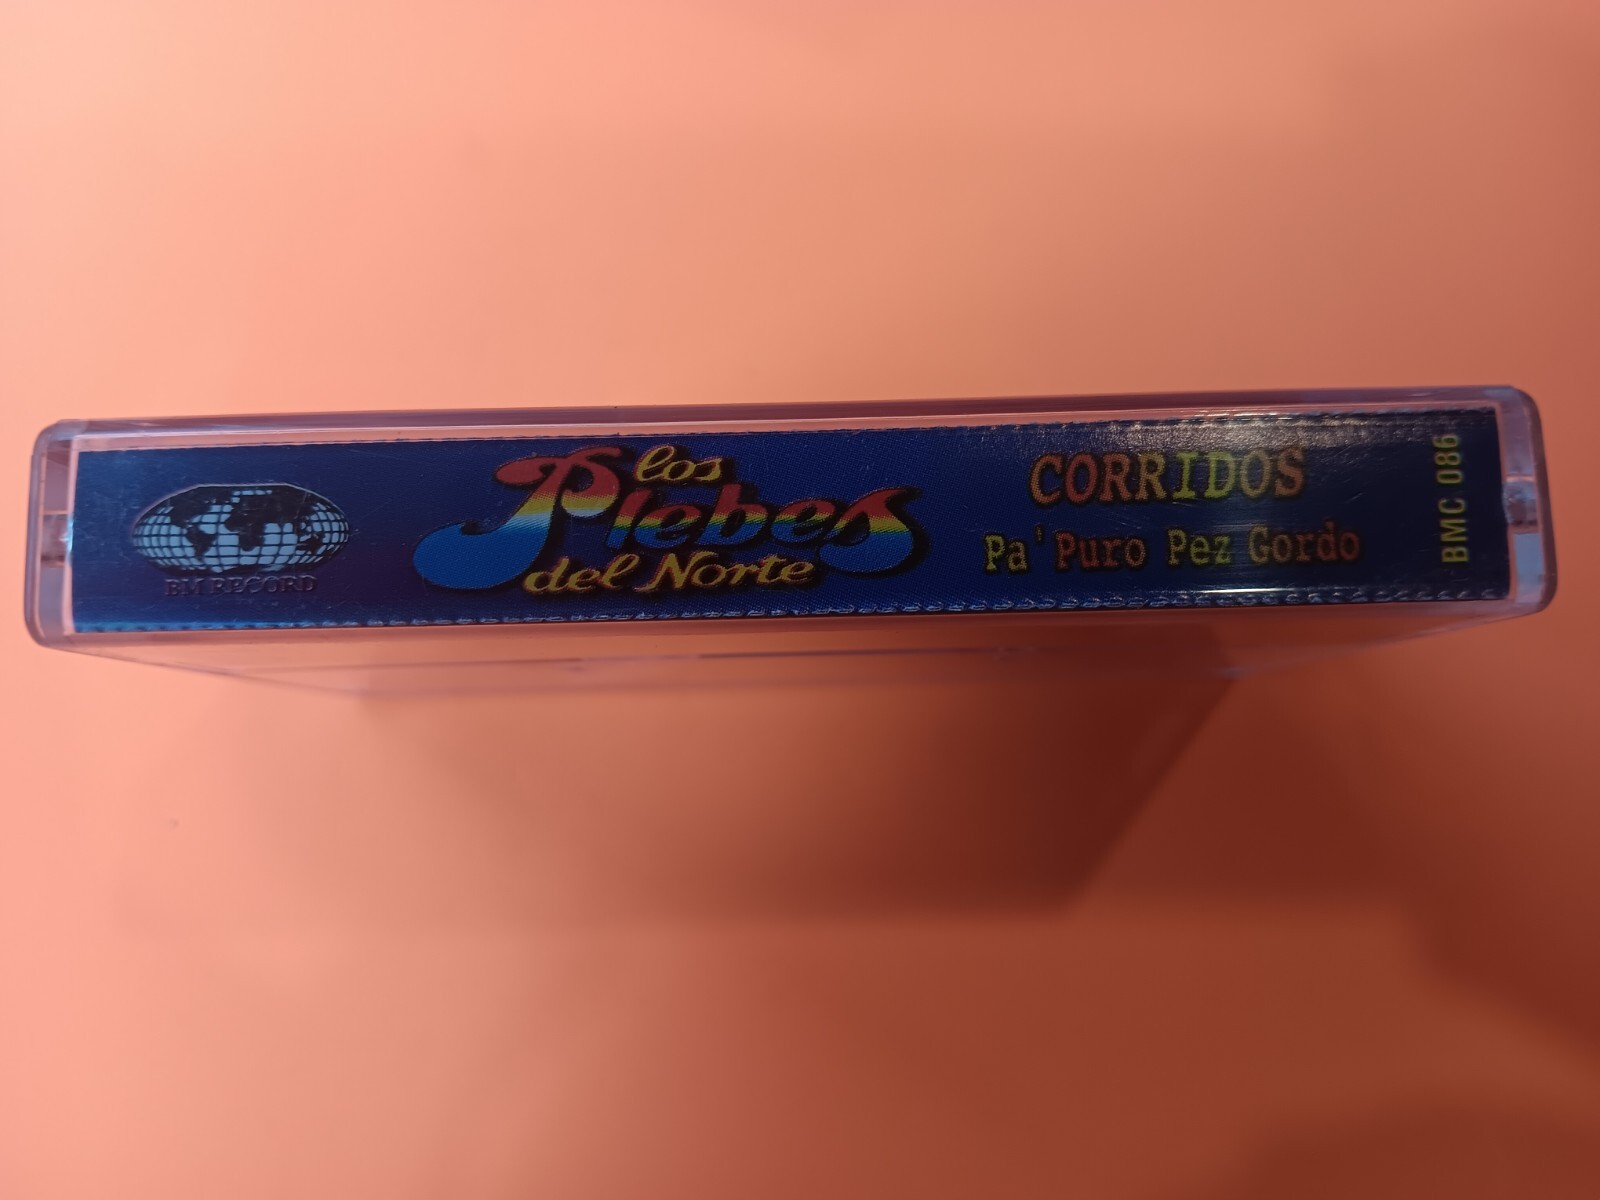 BM RECORD
los
Plebes
del Norte
CORRIDOS
Pa' Puro Pez Gordo
BMC 086